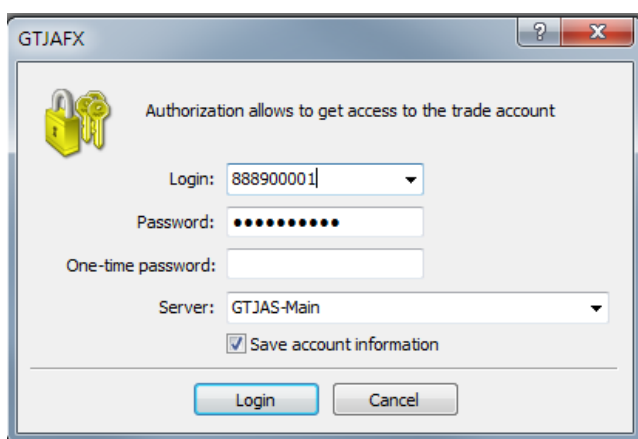 GTJAFX
Authorization allows to get access to the trade account
Login: 888900001
Password: ●●●●●●●●●●
One-time password:
Server: GTJAS-Main
Save account information
Login Cancel